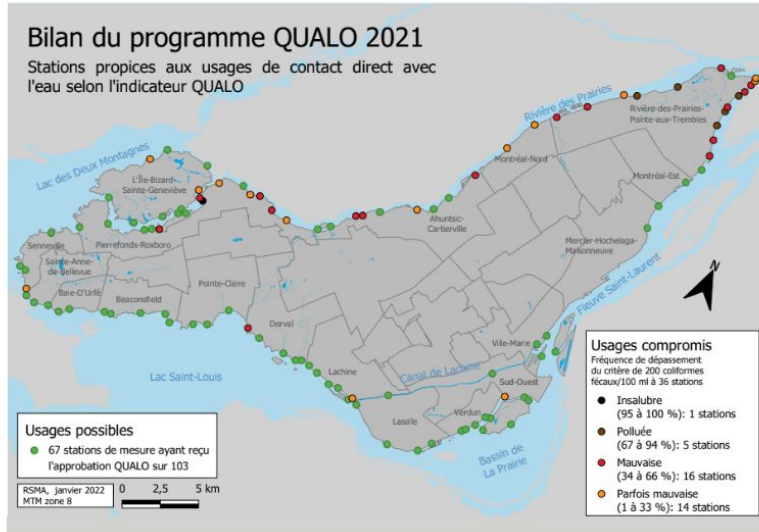 Bilan du programme QUALO 2021
Stations propices aux usages de contact direct avec
l'eau selon l'indicateur QUALO
Rivière des Prairies
Rivière-des-Prairies-
Pointe-aux-Trembles
Lac des Deux Montagnes
L'Île-Bizard-
Sainte-Geneviève
Montréal-Nord
Montréal-Est
Ahuntsic-
Cartierville
Senneville
Pierrefonds-Roxboro
Mercier-Hochelaga-
Maisonneuve
Sainte-Anne-
de-Bellevue
Pointe-Claire
Baie-D'Urfé
Beaconsfield
Fleuve Saint-Laurent
N
Dorval
Ville-Marie
Lachine
Canal de Lachine
Lac Saint-Louis
Sud-Ouest
Lasalle
Verdun
Bassin de
La Prairie
Usages possibles
67 stations de mesure ayant reçu
l'approbation QUALO sur 103
RSMA, janvier 2022
MTM zone 8
0 2,5 5 km
Usages compromis
Fréquence de dépassement
du critère de 200 coliformes
fécaux/100 ml à 36 stations
Insalubre
(95 à 100 %): 1 stations
Polluée
(67 à 94 %): 5 stations
Mauvaise
(34 à 66 %): 16 stations
Parfois mauvaise
(1 à 33 %): 14 stations